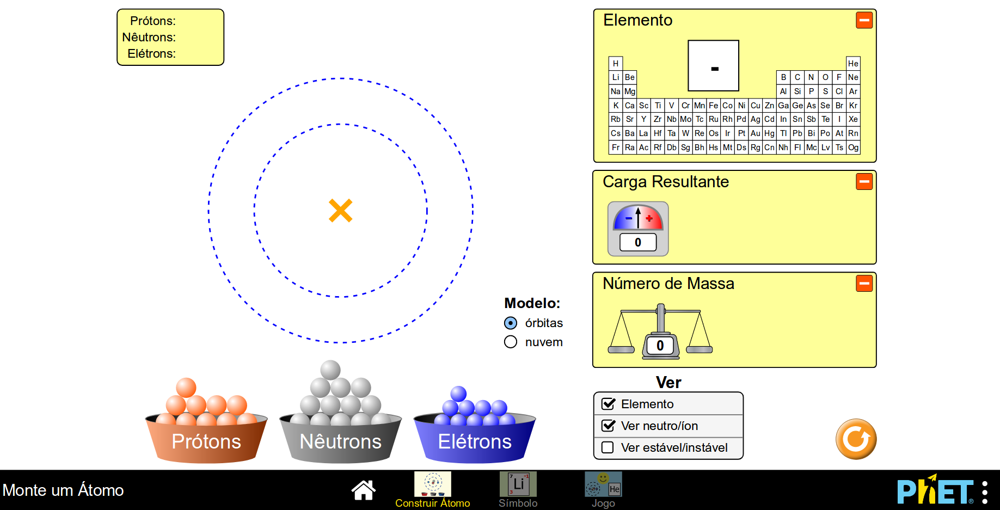 Prótons:
Nêutrons:
Elétrons:
Elemento
-
H He
Li Be B C N O F Ne
Na Mg Al Si P S Cl Ar
K Ca Sc Ti V Cr Mn Fe Co Ni Cu Zn Ga Ge As Se Br Kr
Rb Sr Y Zr Nb Mo Tc Ru Rh Pd Ag Cd In Sn Sb Te I Xe
Cs Ba La Hf Ta W Re Os Ir Pt Au Hg Tl Pb Bi Po At Rn
Fr Ra Ac Rf Db Sg Bh Hs Mt Ds Rg Cn Nh Fl Mc Lv Ts Og
Carga Resultante
- +
0
Número de Massa
0
Modelo:
órbitas
nuvem
Prótons
Nêutrons
Elétrons
Ver
Elemento
Ver neutro/íon
Ver estável/instável
Monte um Átomo
Construir Átomo
7 +1
Li
3
Símbolo
He
Jogo
PhET®